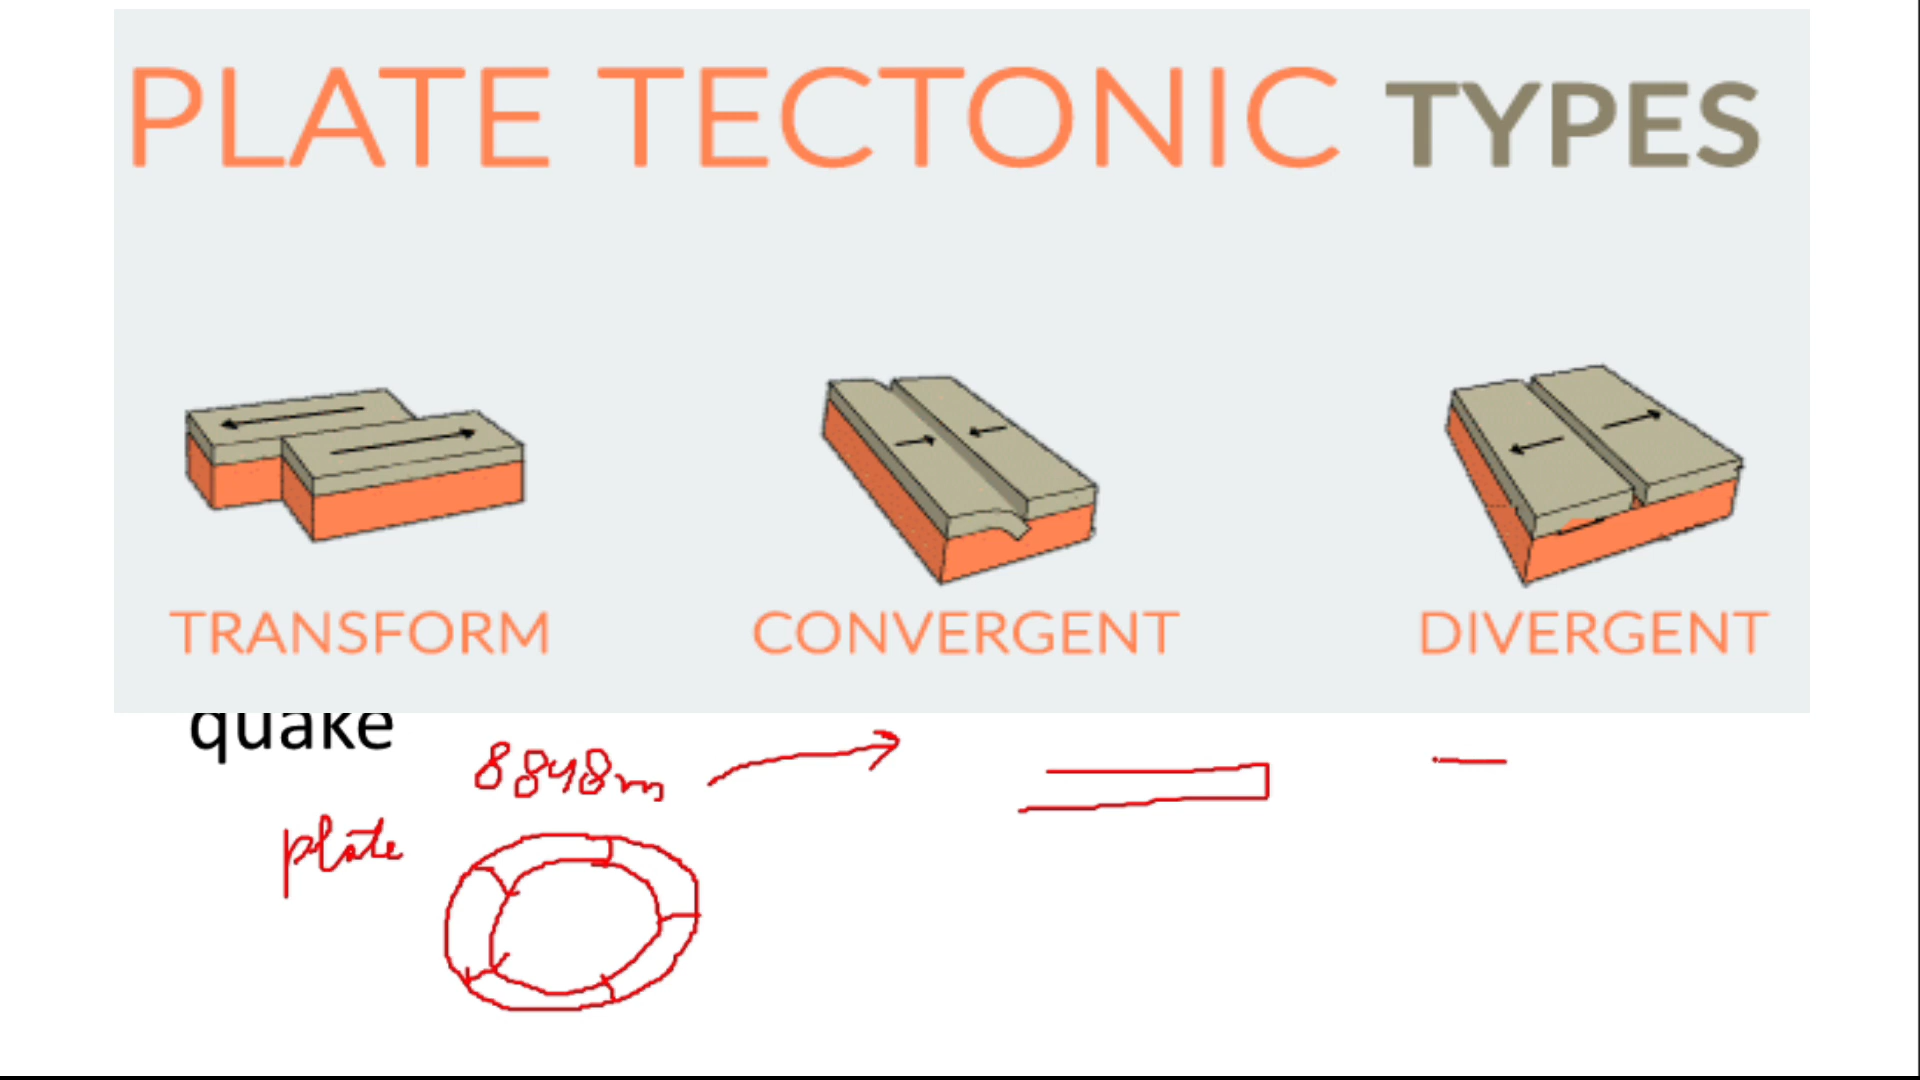 PLATE TECTONIC TYPES
TRANSFORM CONVERGENT DIVERGENT
quake
8848m
plate